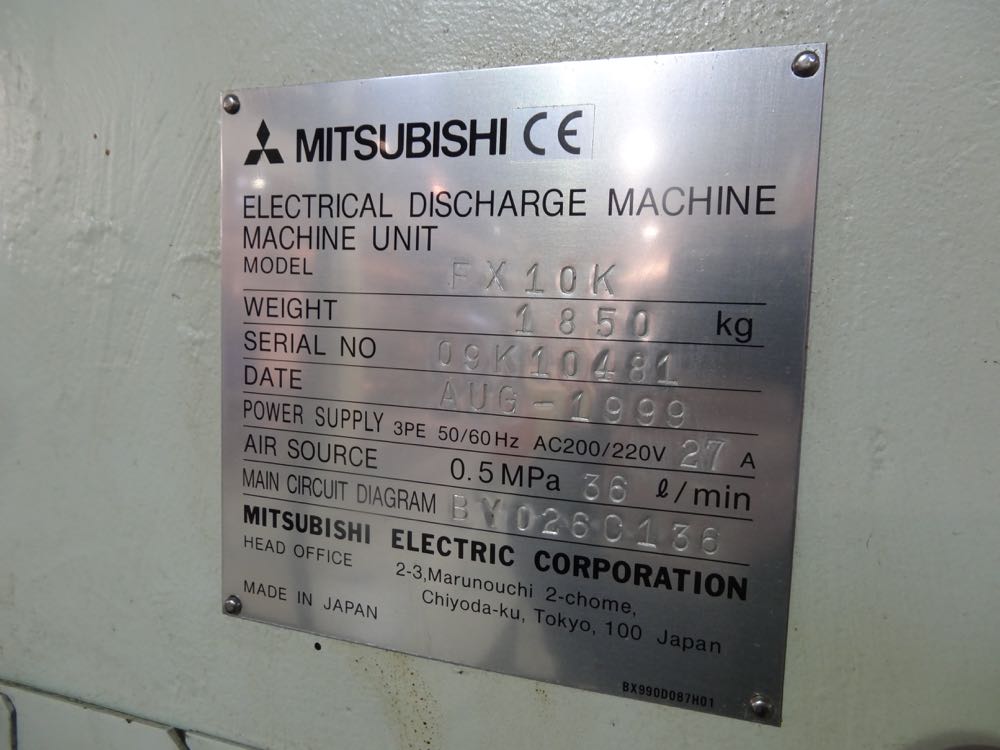 MITSUBISHI CE
ELECTRICAL DISCHARGE MACHINE
MACHINE UNIT
MODEL FX10K
WEIGHT 1850 kg
SERIAL NO 09K10481
DATE AUG-1999
POWER SUPPLY 3PE 50/60Hz AC200/220V 27 A
AIR SOURCE 0.5 MPa 36 ℓ/min
MAIN CIRCUIT DIAGRAM BY026C136
MITSUBISHI ELECTRIC CORPORATION
HEAD OFFICE 2-3,Marunouchi 2-chome,
Chiyoda-ku, Tokyo, 100 Japan
MADE IN JAPAN
BX990D087H01